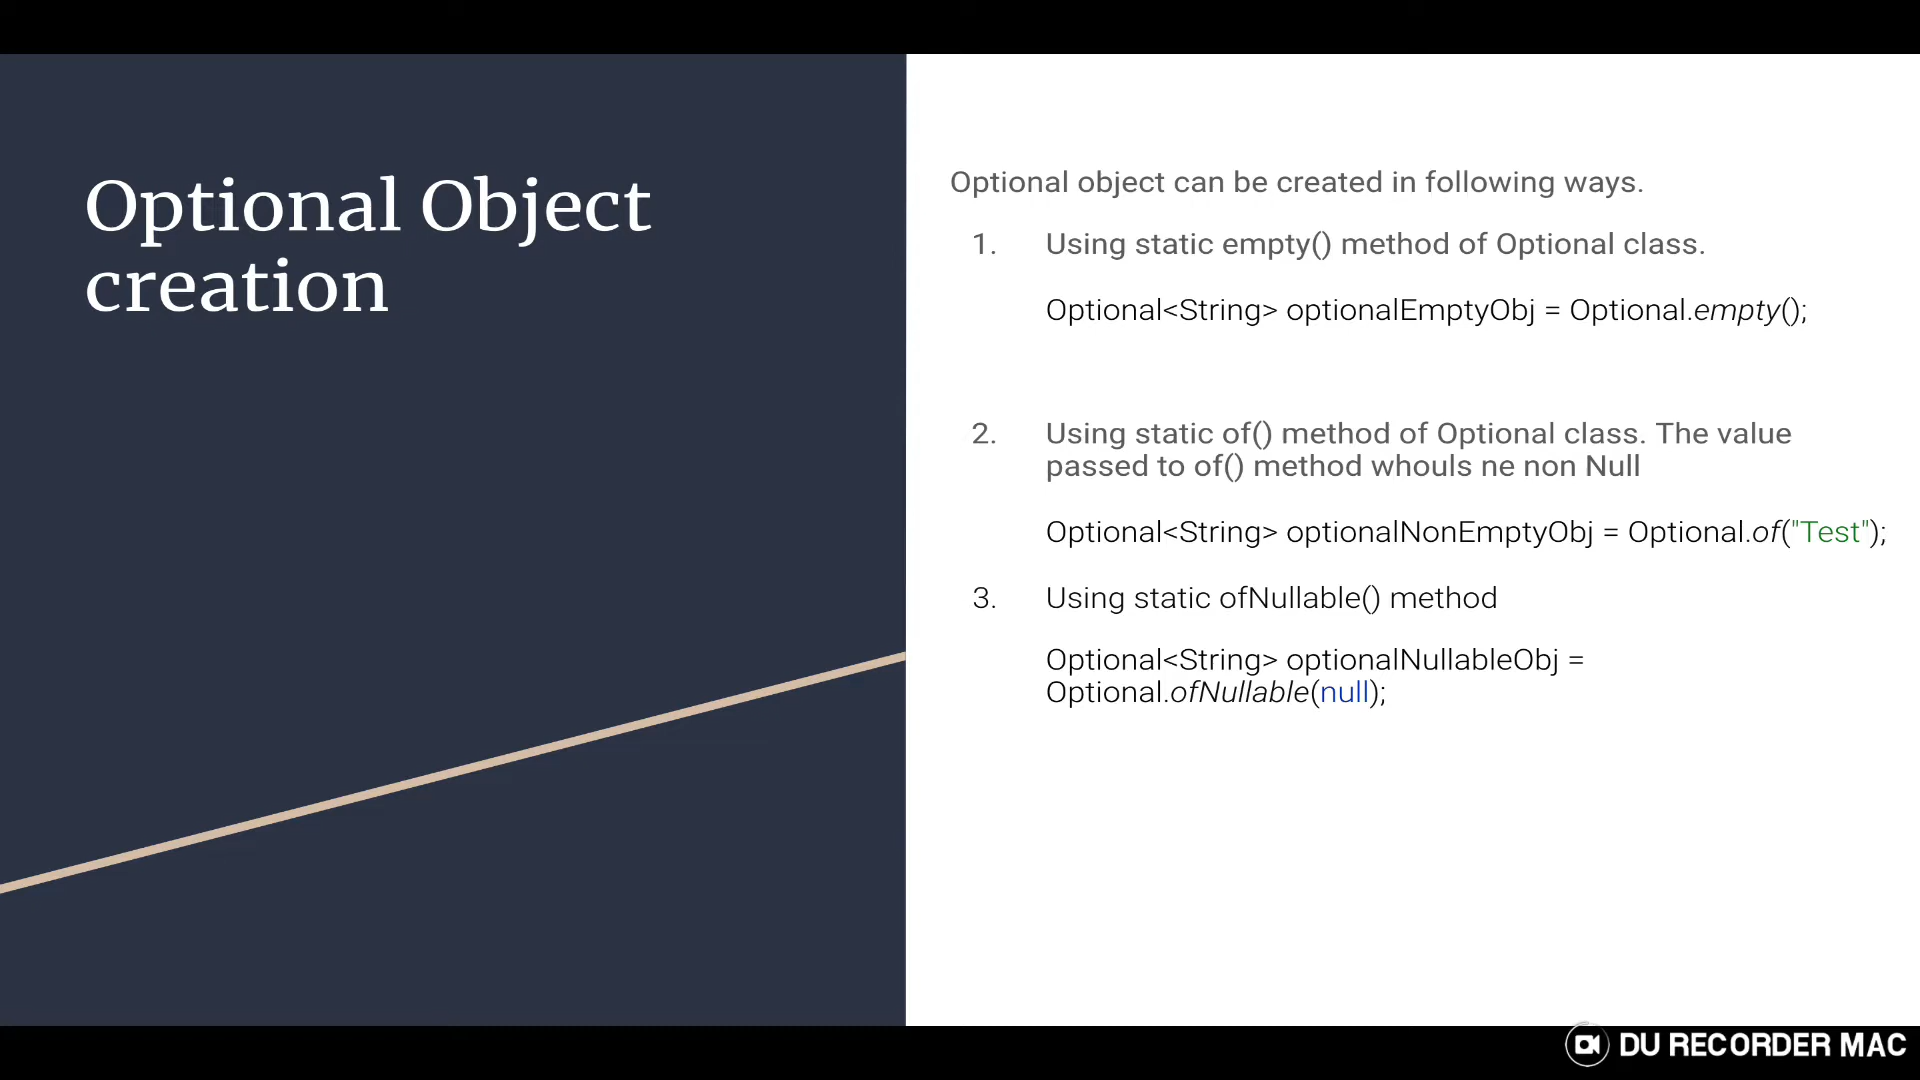 Optional Object
creation
Optional object can be created in following ways.
1. Using static empty() method of Optional class.
Optional<String> optionalEmptyObj = Optional.empty();
2. Using static of() method of Optional class. The value
passed to of() method whouls ne non Null
Optional<String> optionalNonEmptyObj = Optional.of("Test");
3. Using static ofNullable() method
Optional<String> optionalNullableObj =
Optional.ofNullable(null);
DU RECORDER MAC